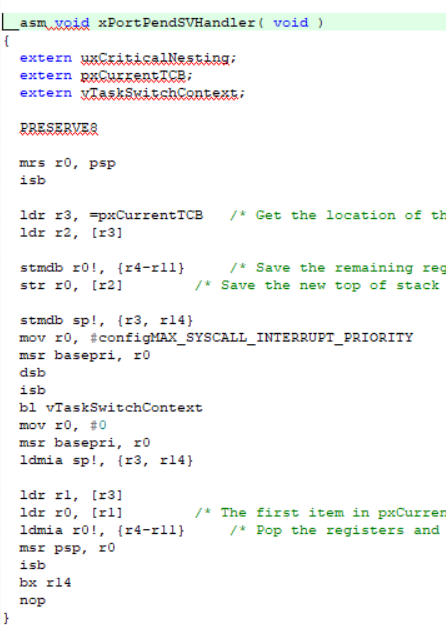 __asm void xPortPendSVHandler( void )
{
extern uxCriticalNesting;
extern pxCurrentTCB;
extern vTaskSwitchContext;
PRESERVE8
mrs r0, psp
isb
ldr r3, =pxCurrentTCB /* Get the location of th
ldr r2, [r3]
stmdb r0!, {r4-r11} /* Save the remaining reg
str r0, [r2] /* Save the new top of stack
stmdb sp!, {r3, r14}
mov r0, #configMAX_SYSCALL_INTERRUPT_PRIORITY
msr basepri, r0
dsb
isb
bl vTaskSwitchContext
mov r0, #0
msr basepri, r0
ldmia sp!, {r3, r14}
ldr r1, [r3]
ldr r0, [r1] /* The first item in pxCurren
ldmia r0!, {r4-r11} /* Pop the registers and
msr psp, r0
isb
bx r14
nop
}